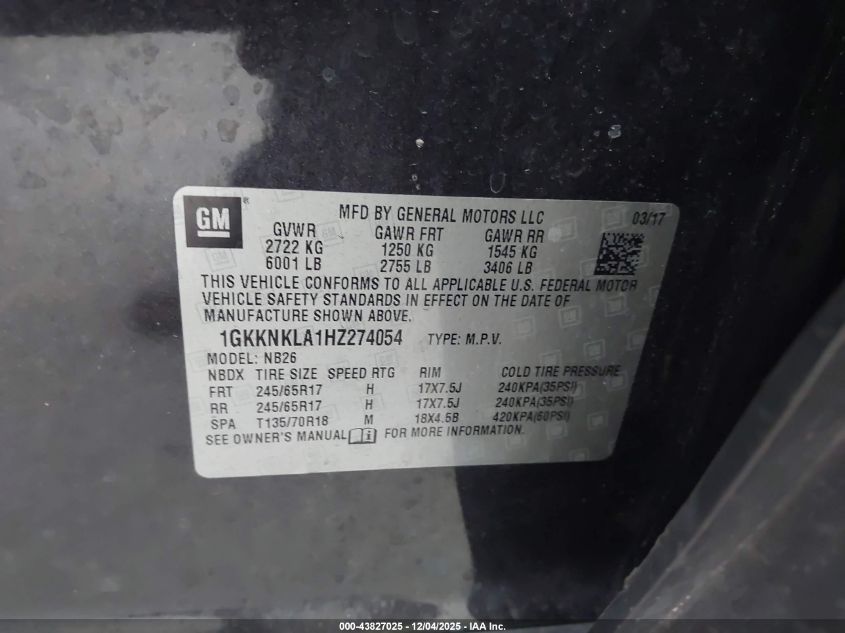 GM
®
MFD BY GENERAL MOTORS LLC 03/17
GVWR GAWR FRT GAWR RR
2722 KG 1250 KG 1545 KG
6001 LB 2755 LB 3406 LB
THIS VEHICLE CONFORMS TO ALL APPLICABLE U.S. FEDERAL MOTOR
VEHICLE SAFETY STANDARDS IN EFFECT ON THE DATE OF
MANUFACTURE SHOWN ABOVE.
1GKKNKLA1HZ274054 TYPE: M.P.V.
MODEL: NB26
NBDX TIRE SIZE SPEED RTG RIM COLD TIRE PRESSURE
FRT 245/65R17 H 17X7.5J 240KPA(35PSI)
RR 245/65R17 H 17X7.5J 240KPA(35PSI)
SPA T135/70R18 M 18X4.5B 420KPA(60PSI)
SEE OWNER'S MANUAL FOR MORE INFORMATION.
000-43827025 - 12/04/2025 - IAA Inc.